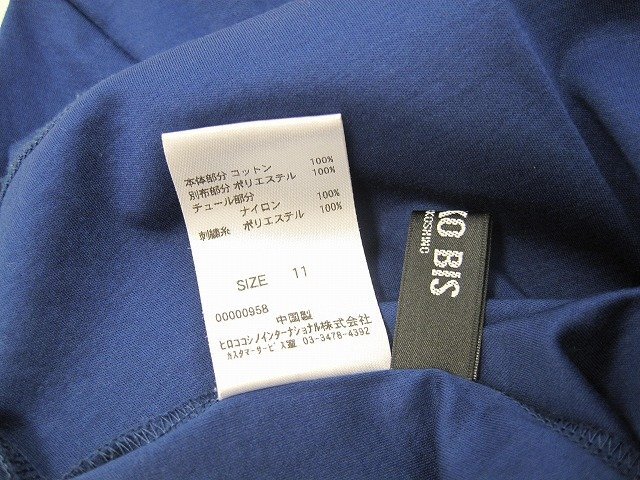 本体部分 コットン 100%
別布部分 ポリエステル 100%
チュール部分
ナイロン 100%
刺繍糸 ポリエステル 100%
SIZE 11
00000958
中国製
ヒロココシノインターナショナル株式会社
カスタマーサービス室 03-3478-4392
KO BIS
KOSHINO